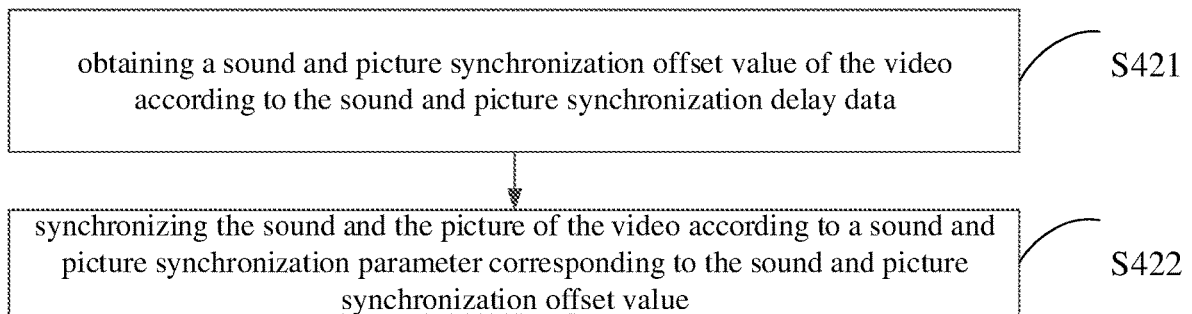 obtaining a sound and picture synchronization offset value of the video
according to the sound and picture synchronization delay data
S421
synchronizing the sound and the picture of the video according to a sound and
picture synchronization parameter corresponding to the sound and picture
synchronization offset value
S422